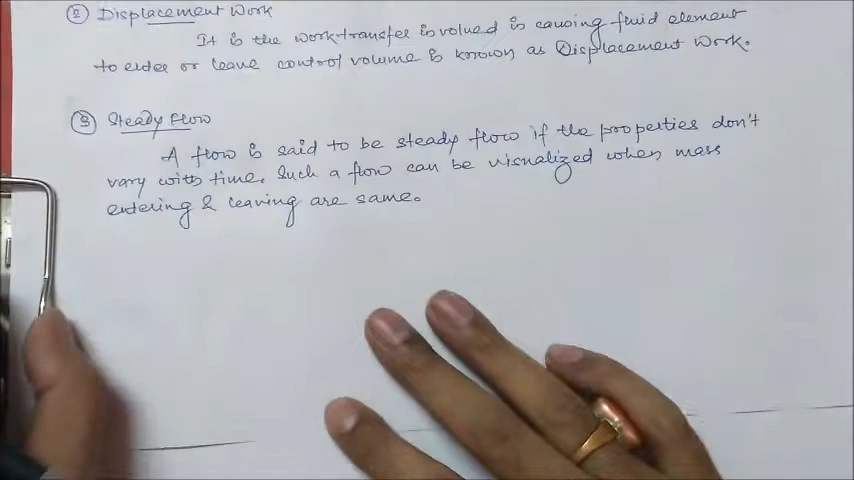 ② Displacement Work
It is the work transfer involued is causing fluid element
to enter or leave control volume is known as Displacement Work.
③ Steady Flow
A flow is said to be steady flow if the properties don't
vary with time. Such a flow can be visualized when mass
entering & leaving are same.